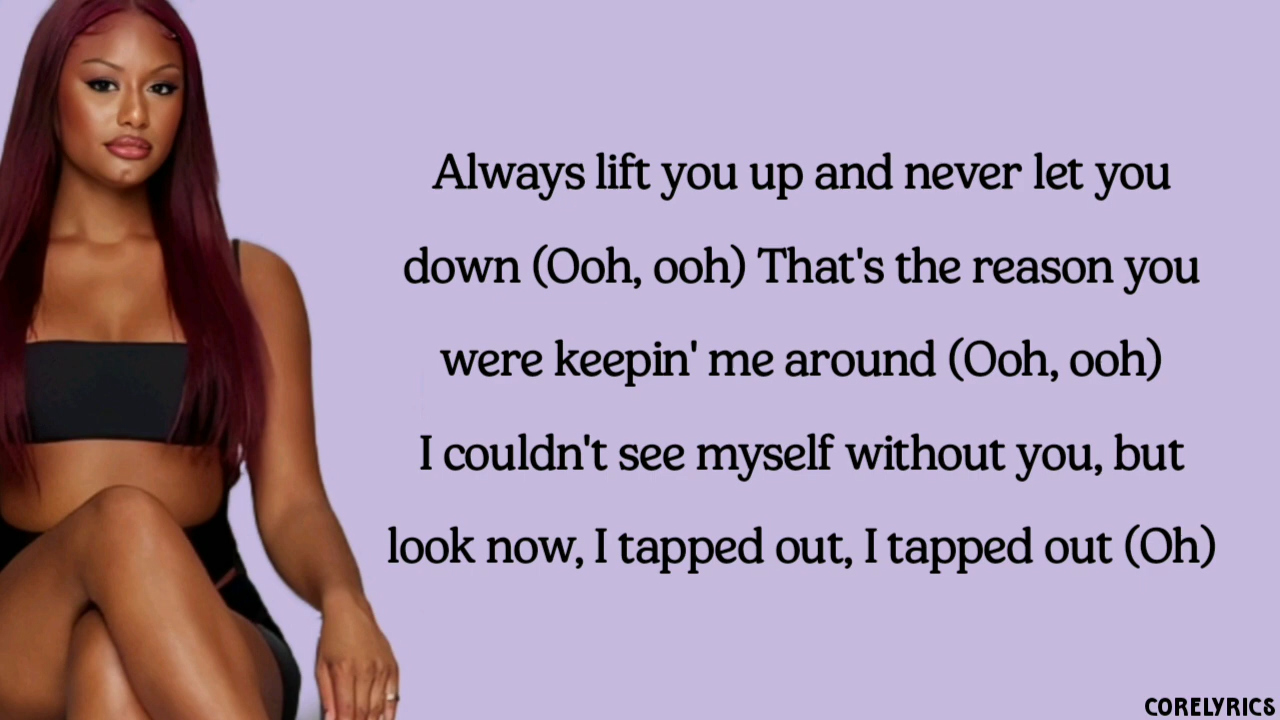 Always lift you up and never let you
down (Ooh, ooh) That's the reason you
were keepin' me around (Ooh, ooh)
I couldn't see myself without you, but
look now, I tapped out, I tapped out (Oh)
CORELYRICS